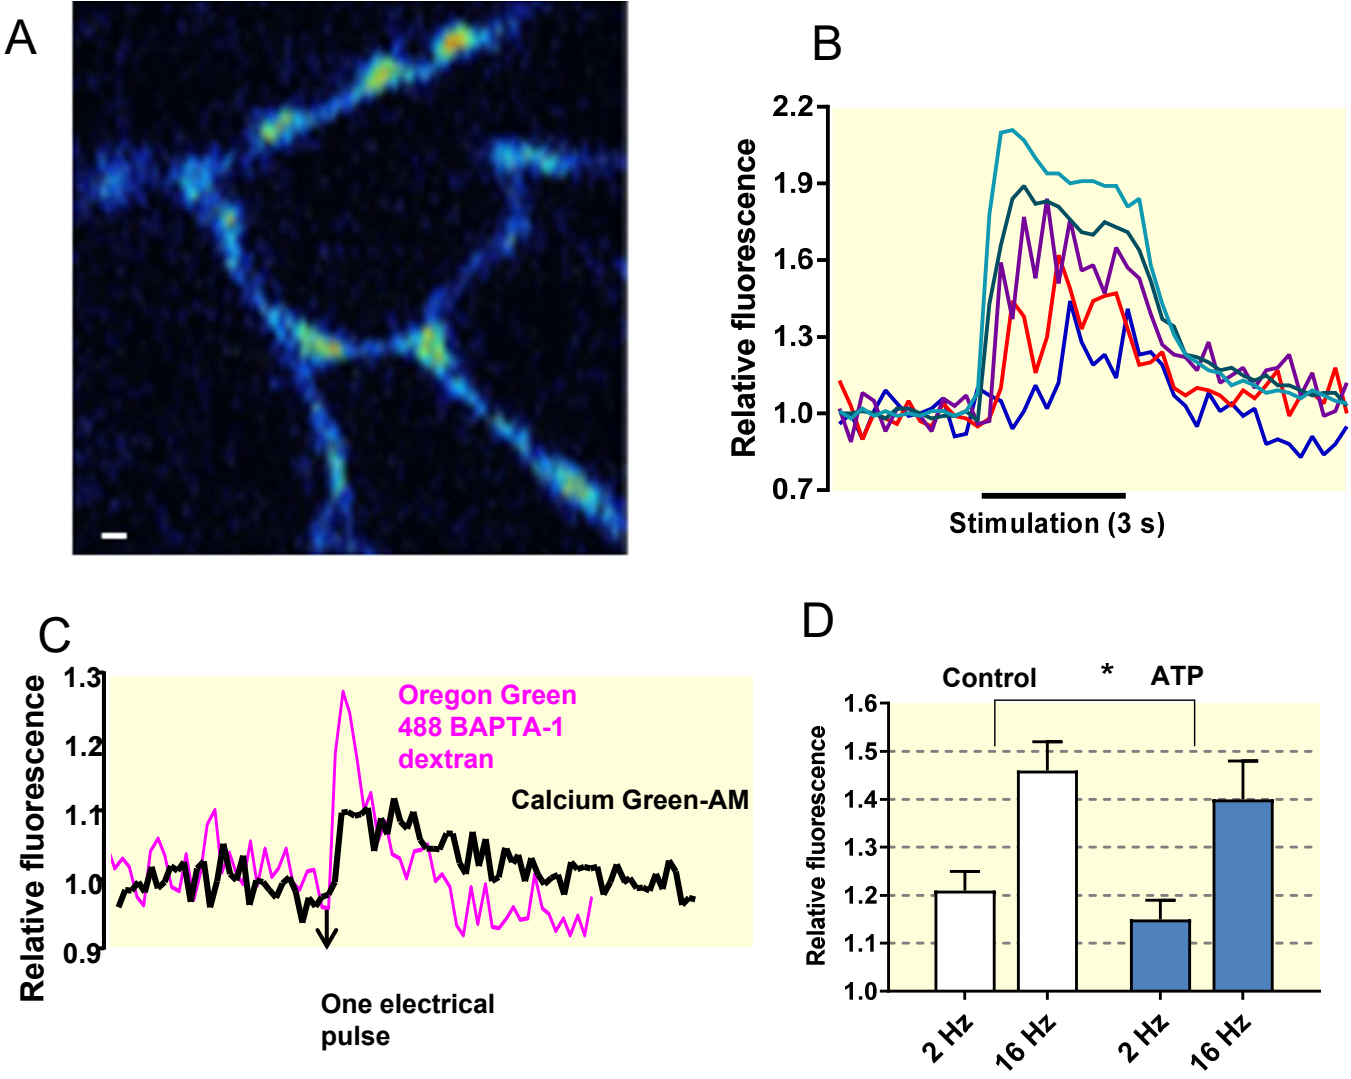 A
B
2.2
1.9
1.6
1.3
1.0
0.7
Relative fluorescence
Stimulation (3 s)
C
1.3
1.2
1.1
1.0
0.9
Relative fluorescence
Oregon Green
488 BAPTA-1
dextran
Calcium Green-AM
One electrical
pulse
D
Control
*
ATP
1.6
1.5
1.4
1.3
1.2
1.1
1.0
Relative fluorescence
2 Hz
16 Hz
2 Hz
16 Hz